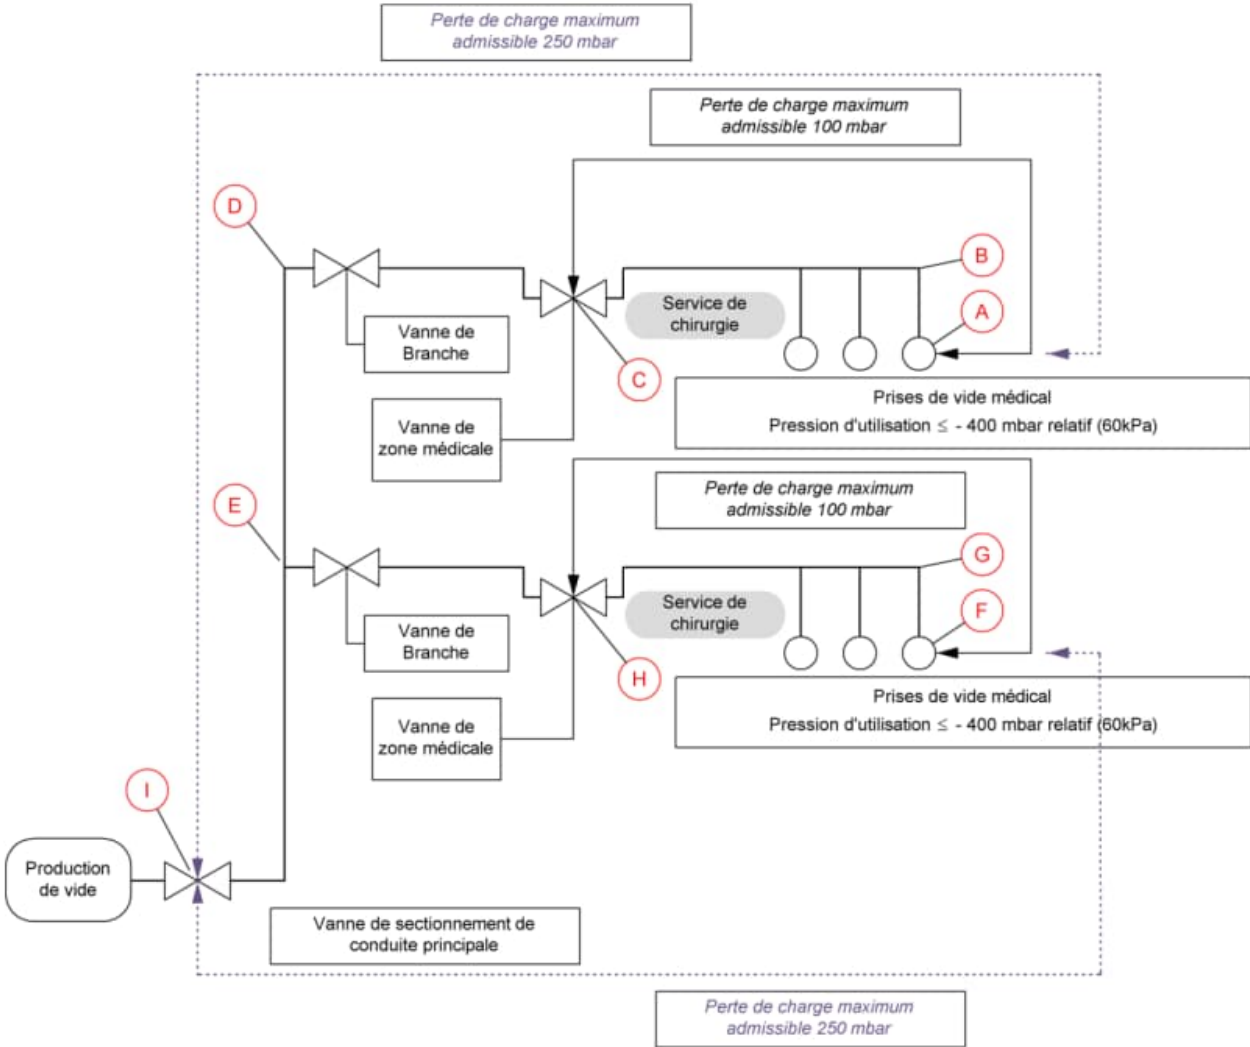 Perte de charge maximum
admissible 250 mbar
Perte de charge maximum
admissible 100 mbar
D
B
Service de
chirurgie
A
Vanne de
Branche
C
Prises de vide médical
Pression d'utilisation ≤ - 400 mbar relatif (60kPa)
Vanne de
zone médicale
Perte de charge maximum
admissible 100 mbar
E
G
Service de
chirurgie
F
Vanne de
Branche
H
Prises de vide médical
Pression d'utilisation ≤ - 400 mbar relatif (60kPa)
Vanne de
zone médicale
I
Production
de vide
Vanne de sectionnement de
conduite principale
Perte de charge maximum
admissible 250 mbar